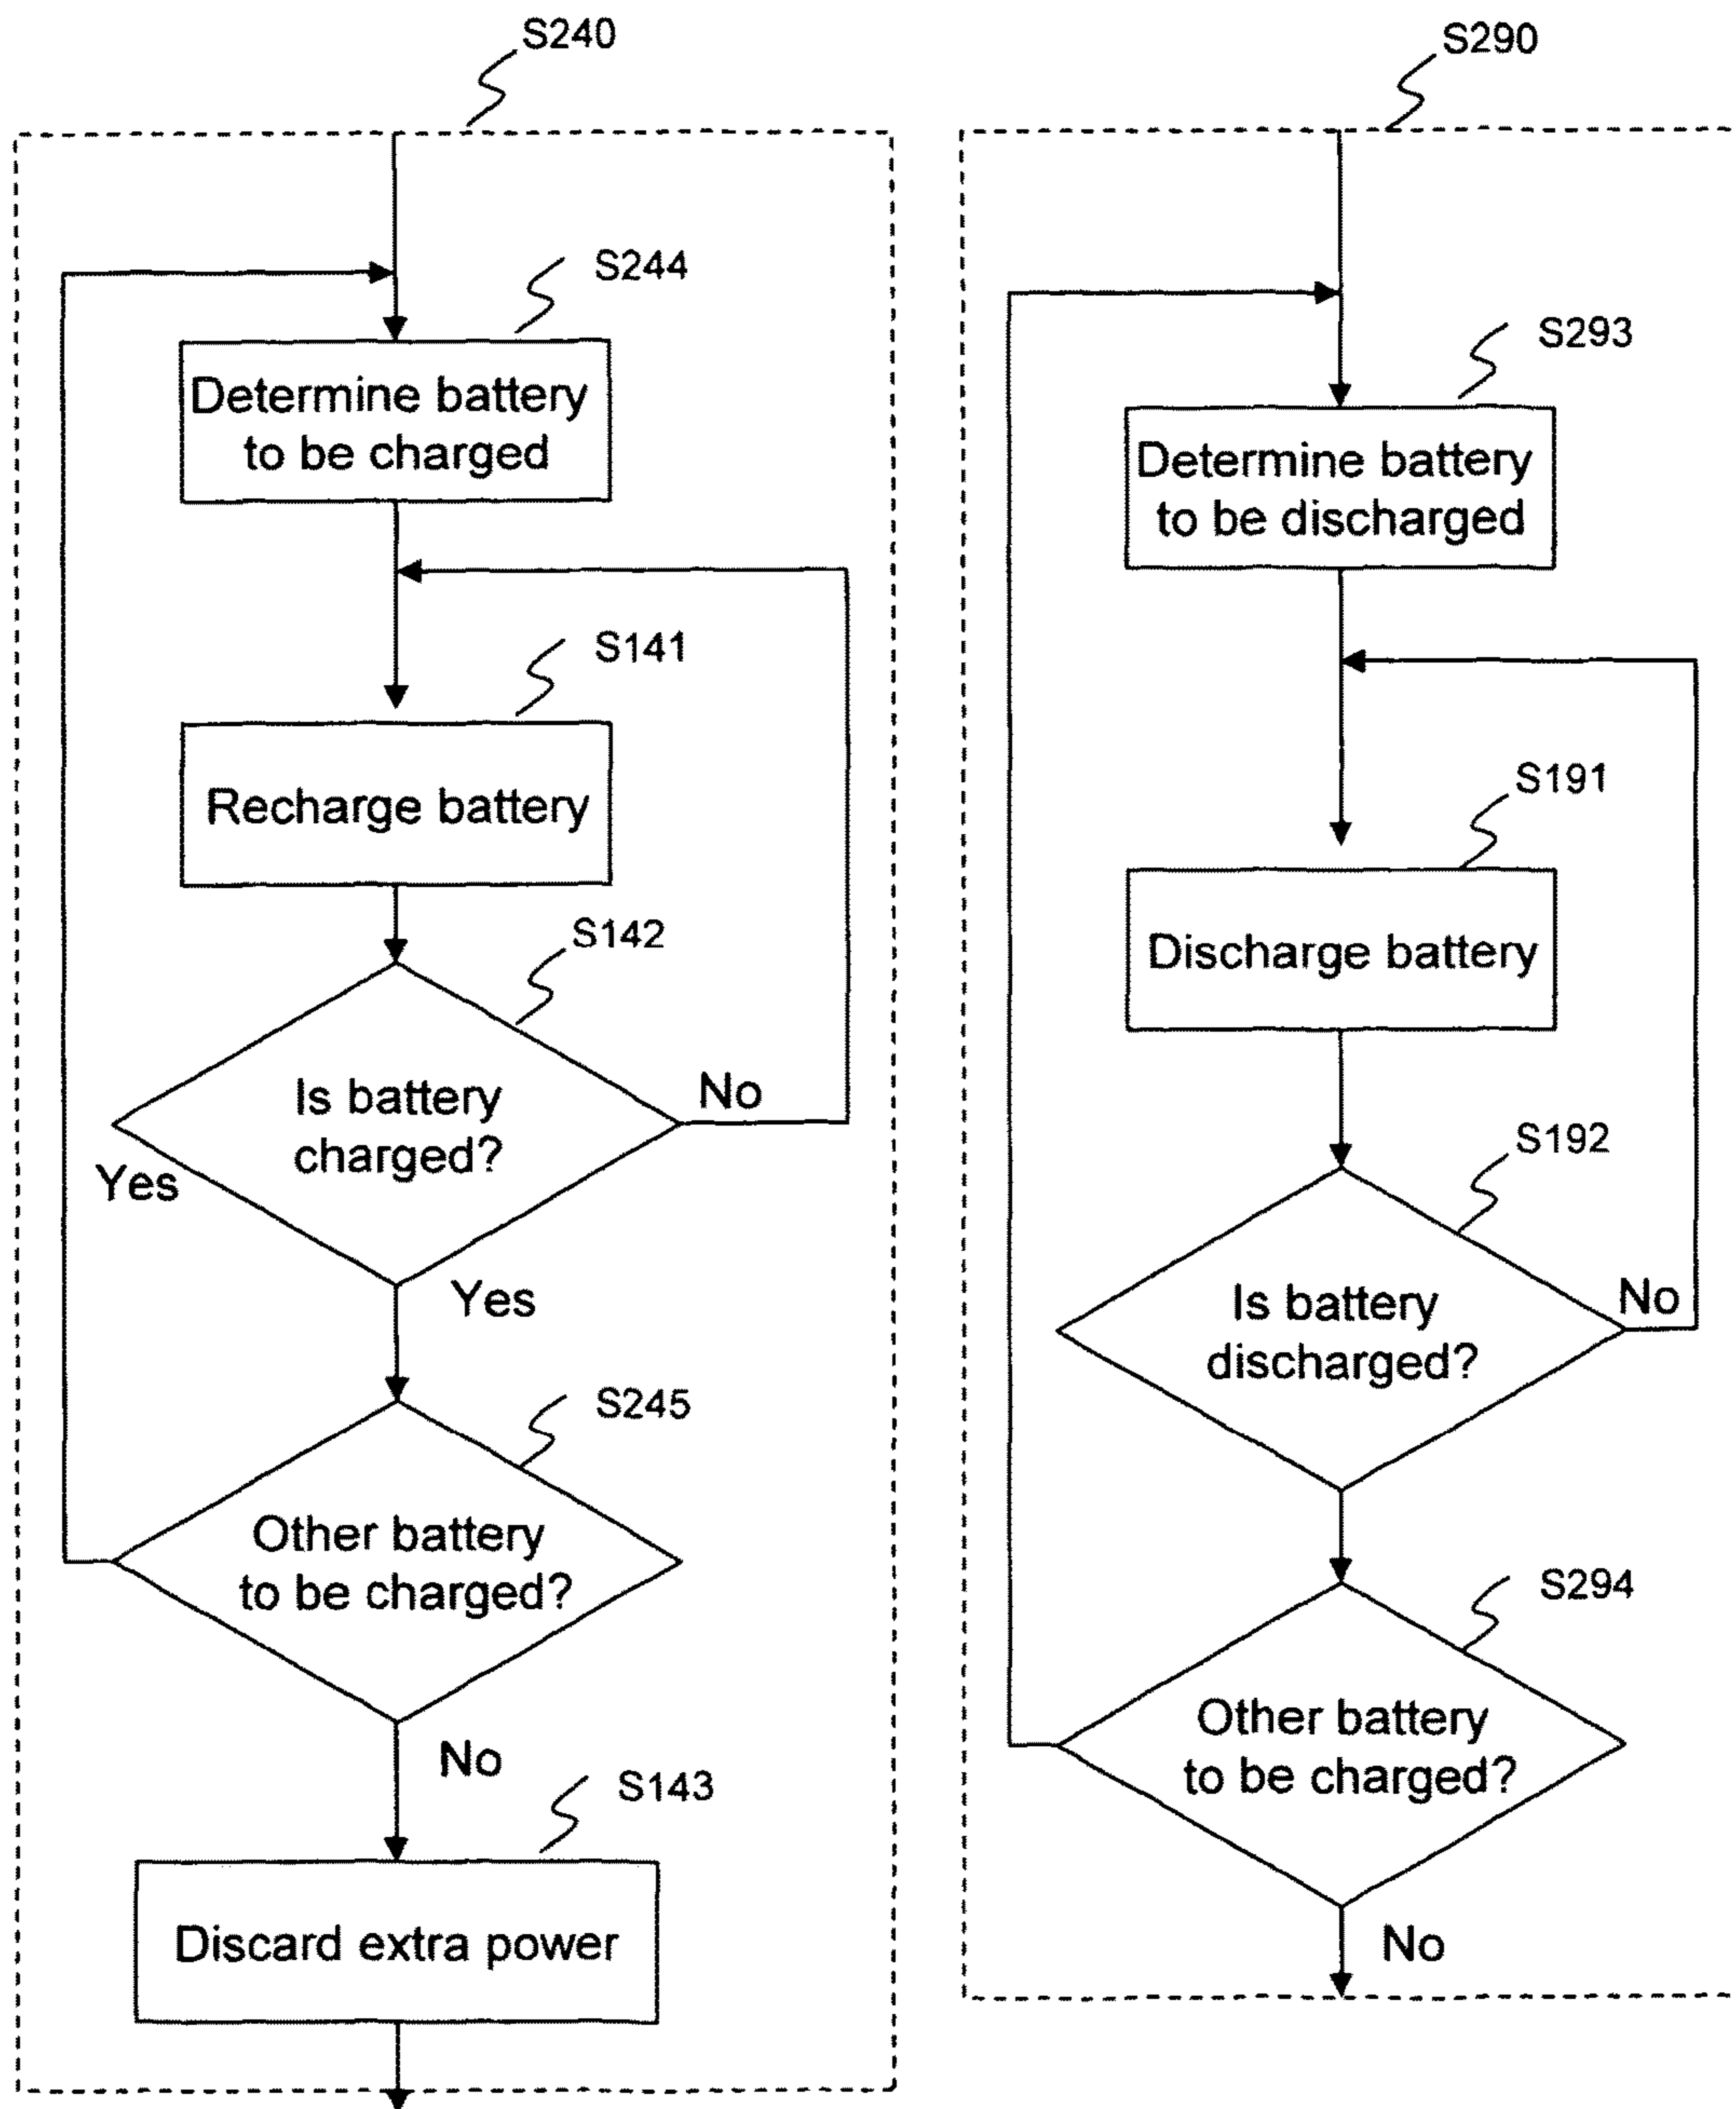 S240
S244
Determine battery
to be charged
S141
Recharge battery
S142
Is battery
charged?
No
Yes
Yes
S245
Other battery
to be charged?
No
S143
Discard extra power
S290
S293
Determine battery
to be discharged
S191
Discharge battery
S192
Is battery
discharged?
No
S294
Other battery
to be charged?
No